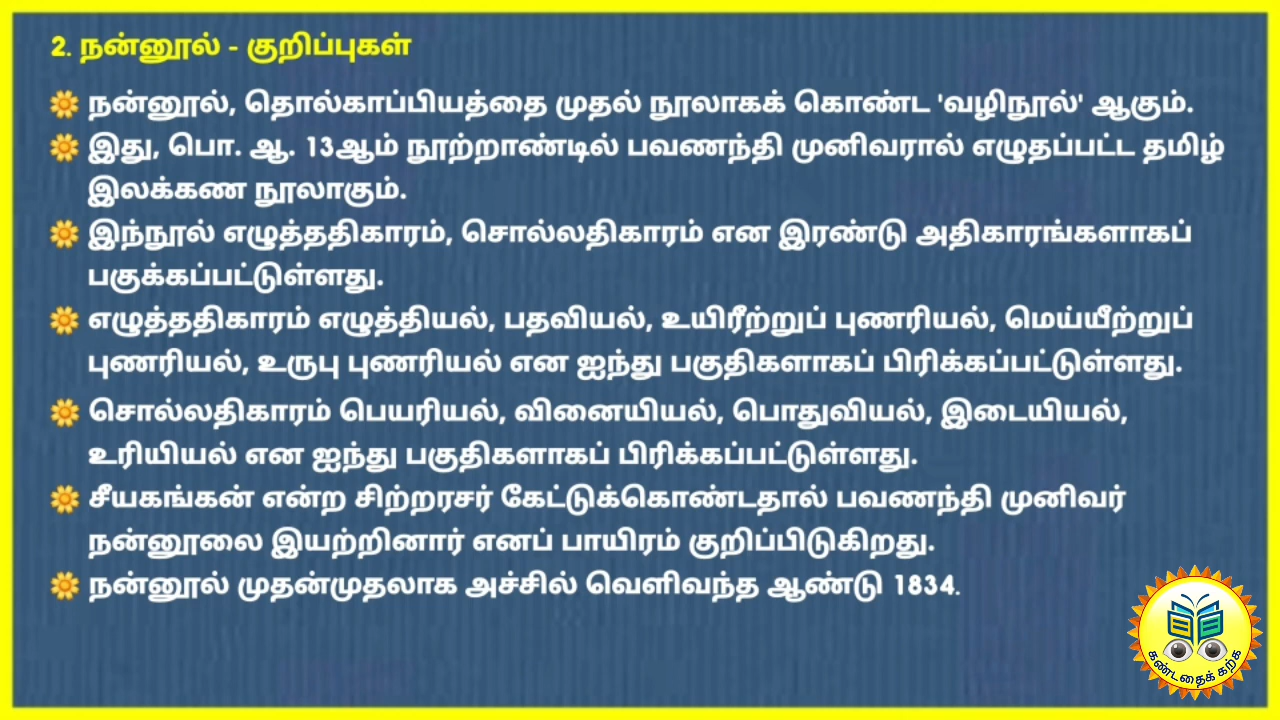 2. நன்னூல் - குறிப்புகள்
நன்னூல், தொல்காப்பியத்தை முதல் நூலாகக் கொண்ட 'வழிநூல்' ஆகும்.
இது, பொ. ஆ. 13ஆம் நூற்றாண்டில் பவணந்தி முனிவரால் எழுதப்பட்ட தமிழ்
இலக்கண நூலாகும்.
இந்நூல் எழுத்ததிகாரம், சொல்லதிகாரம் என இரண்டு அதிகாரங்களாகப்
பகுக்கப்பட்டுள்ளது.
எழுத்ததிகாரம் எழுத்தியல், பதவியல், உயிரீற்றுப் புணரியல், மெய்யீற்றுப்
புணரியல், உருபு புணரியல் என ஐந்து பகுதிகளாகப் பிரிக்கப்பட்டுள்ளது.
சொல்லதிகாரம் பெயரியல், வினையியல், பொதுவியல், இடையியல்,
உரியியல் என ஐந்து பகுதிகளாகப் பிரிக்கப்பட்டுள்ளது.
சீயகங்கன் என்ற சிற்றரசர் கேட்டுக்கொண்டதால் பவணந்தி முனிவர்
நன்னூலை இயற்றினார் எனப் பாயிரம் குறிப்பிடுகிறது.
நன்னூல் முதன்முதலாக அச்சில் வெளிவந்த ஆண்டு 1834.
கண்டதைக் கற்க